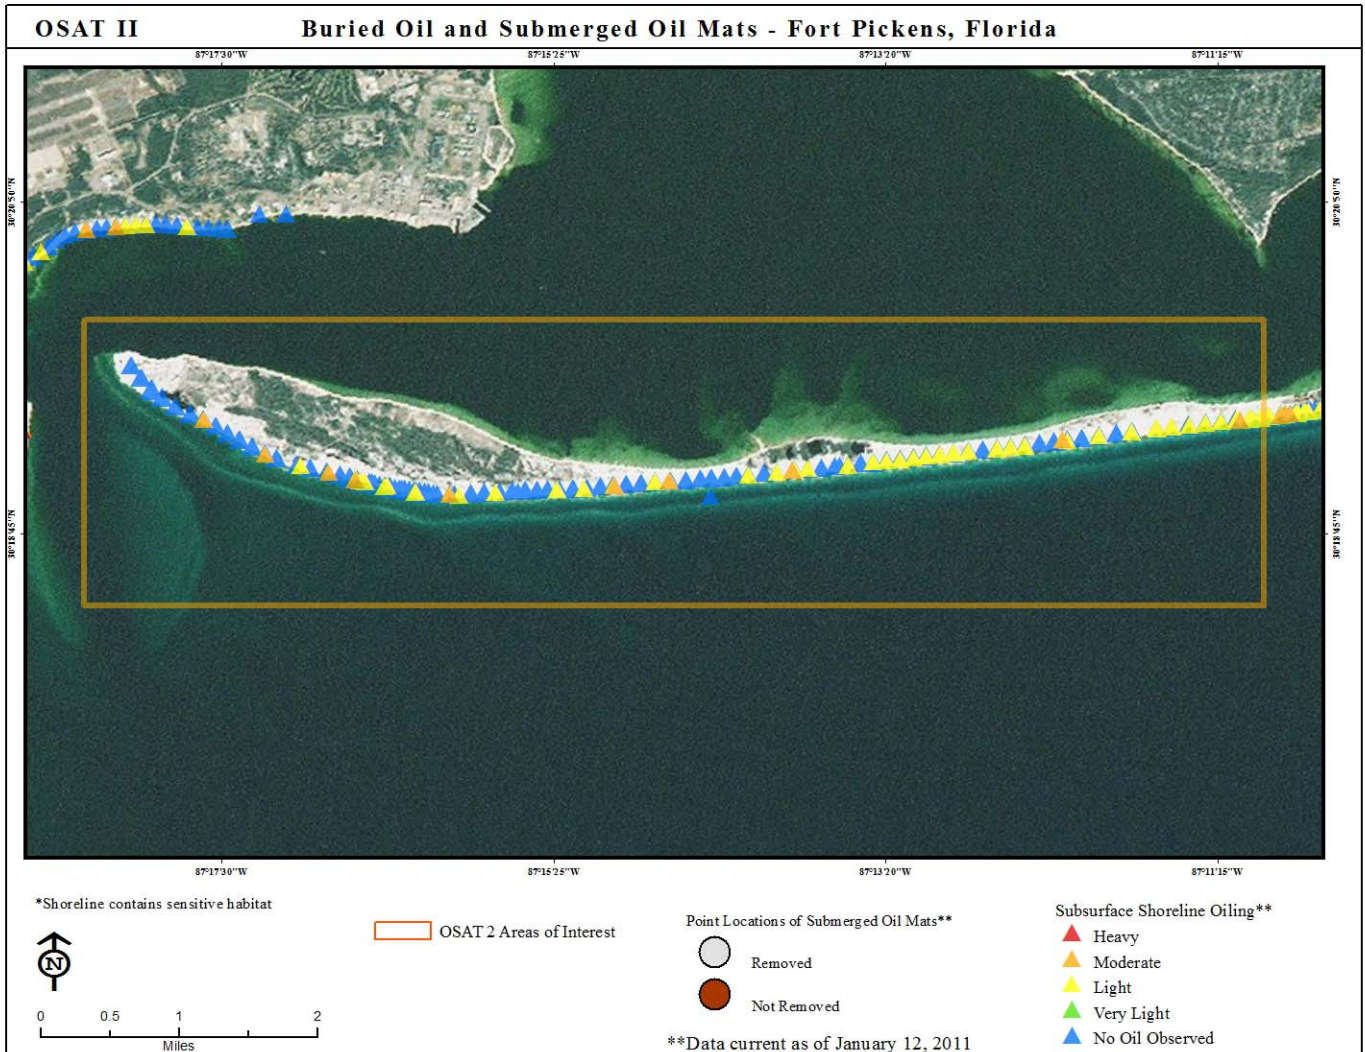 OSAT II
Buried Oil and Submerged Oil Mats - Fort Pickens, Florida
87°17'30"W
87°15'25"W
87°13'20"W
87°11'15"W
30°20'50"N
30°20'50"N
30°18'45"N
30°18'45"N
87°17'30"W
87°15'25"W
87°13'20"W
87°11'15"W
*Shoreline contains sensitive habitat
N
0 0.5 1 2
Miles
OSAT 2 Areas of Interest
Point Locations of Submerged Oil Mats**
Removed
Not Removed
**Data current as of January 12, 2011
Subsurface Shoreline Oiling**
Heavy
Moderate
Light
Very Light
No Oil Observed